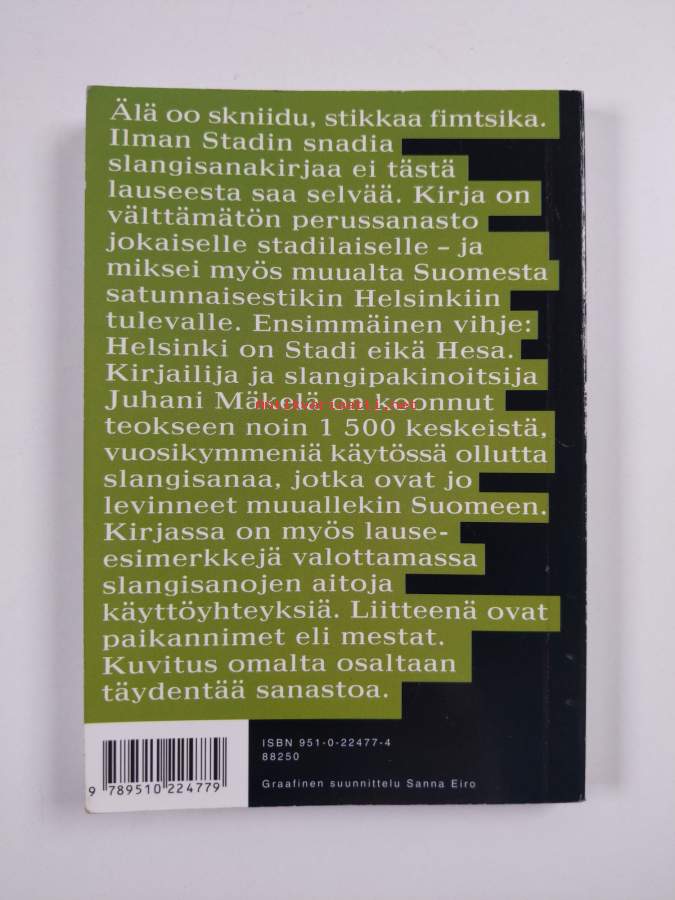 Älä oo skniidu, stikkaa fimtsika.
Ilman Stadin snadia
slangisanakirjaa ei tästä
lauseesta saa selvää. Kirja on
välttämätön perussanasto
jokaiselle stadilaiselle – ja
miksei myös muualta Suomesta
satunnaisestikin Helsinkiin
tulevalle. Ensimmäinen vihje:
Helsinki on Stadi eikä Hesa.
Kirjailija ja slangipakinoitsija
Juhani Mäkelä on koonnut
teokseen noin 1 500 keskeistä,
vuosikymmeniä käytössä ollutta
slangisanaa, jotka ovat jo
levinneet muuallekin Suomeen.
Kirjassa on myös lause-
esimerkkejä valottamassa
slangisanojen aitoja
käyttöyhteyksiä. Liitteenä ovat
paikannimet eli mestat.
Kuvitus omalta osaltaan
täydentää sanastoa.
ISBN 951-0-22477-4
88250
Graafinen suunnittelu Sanna Eiro
9 789510 224779